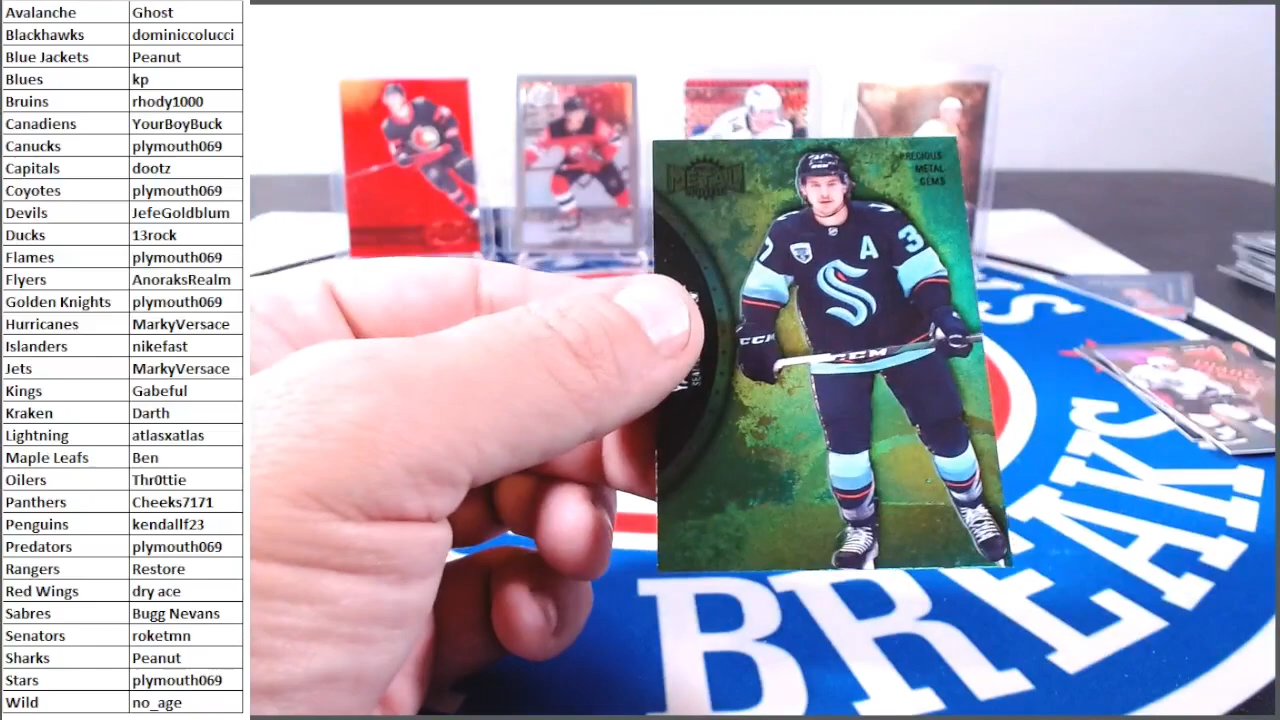 Avalanche Ghost
Blackhawks dominiccolucci
Blue Jackets Peanut
Blues kp
Bruins rhody1000
Canadiens YourBoyBuck
Canucks plymouth069
Capitals dootz
Coyotes plymouth069
Devils JefeGoldblum
Ducks 13rock
Flames plymouth069
Flyers AnoraksRealm
Golden Knights plymouth069
Hurricanes MarkyVersace
Islanders nikefast
Jets MarkyVersace
Kings Gabeful
Kraken Darth
Lightning atlasxatlas
Maple Leafs Ben
Oilers Thr0ttie
Panthers Cheeks7171
Penguins kendallf23
Predators plymouth069
Rangers Restore
Red Wings dry ace
Sabres Bugg Nevans
Senators roketmn
Sharks Peanut
Stars plymouth069
Wild no_age
METAL
PRECIOUS
METAL
GEMS
A
3
CCM
CCM
BREAKS